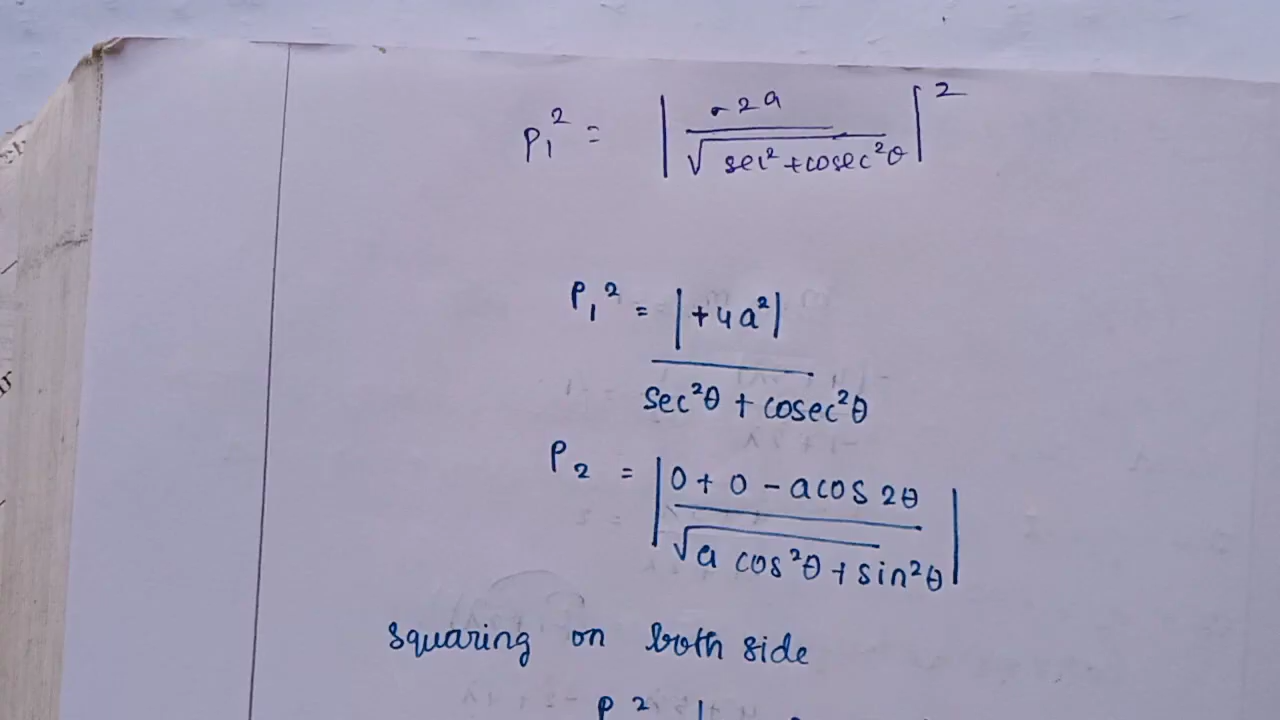 P₁² = | -2a / √sec² + cosec²θ |²
P₁² = |+4a²| / sec²θ + cosec²θ
P₂ = | 0 + 0 - a cos 2θ / √a cos²θ + sin²θ |
squaring on both side
P 2